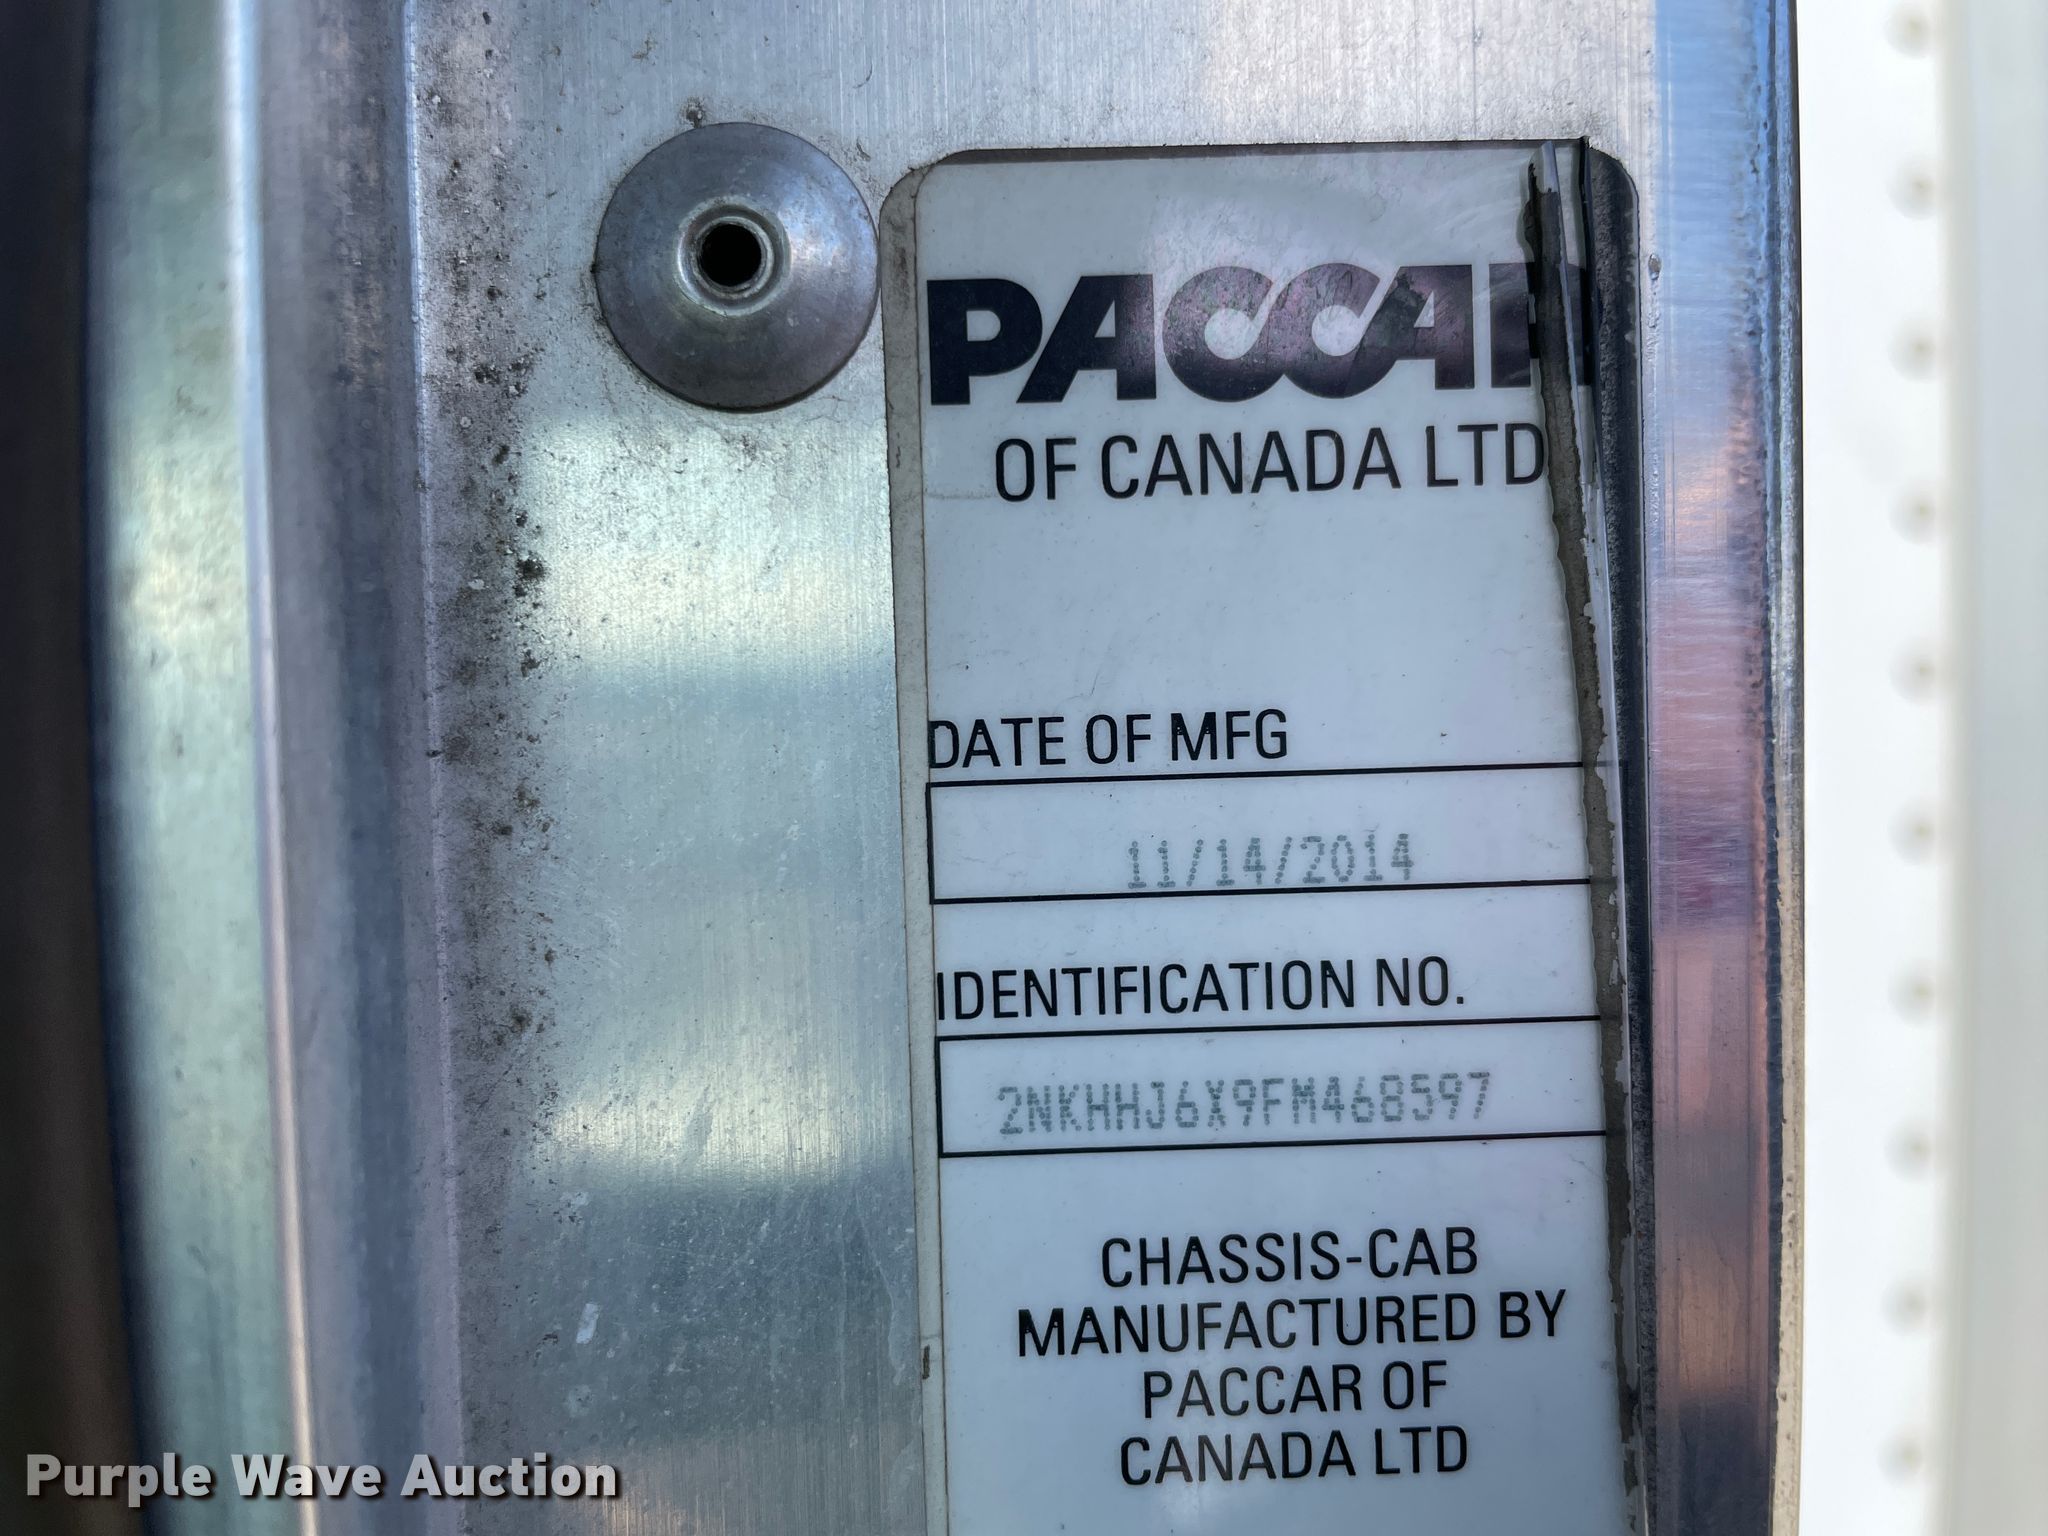 PACCAR
OF CANADA LTD
DATE OF MFG
11/14/2014
IDENTIFICATION NO.
2NKHHJ6X9FM468597
CHASSIS-CAB
MANUFACTURED BY
PACCAR OF
CANADA LTD
Purple Wave Auction